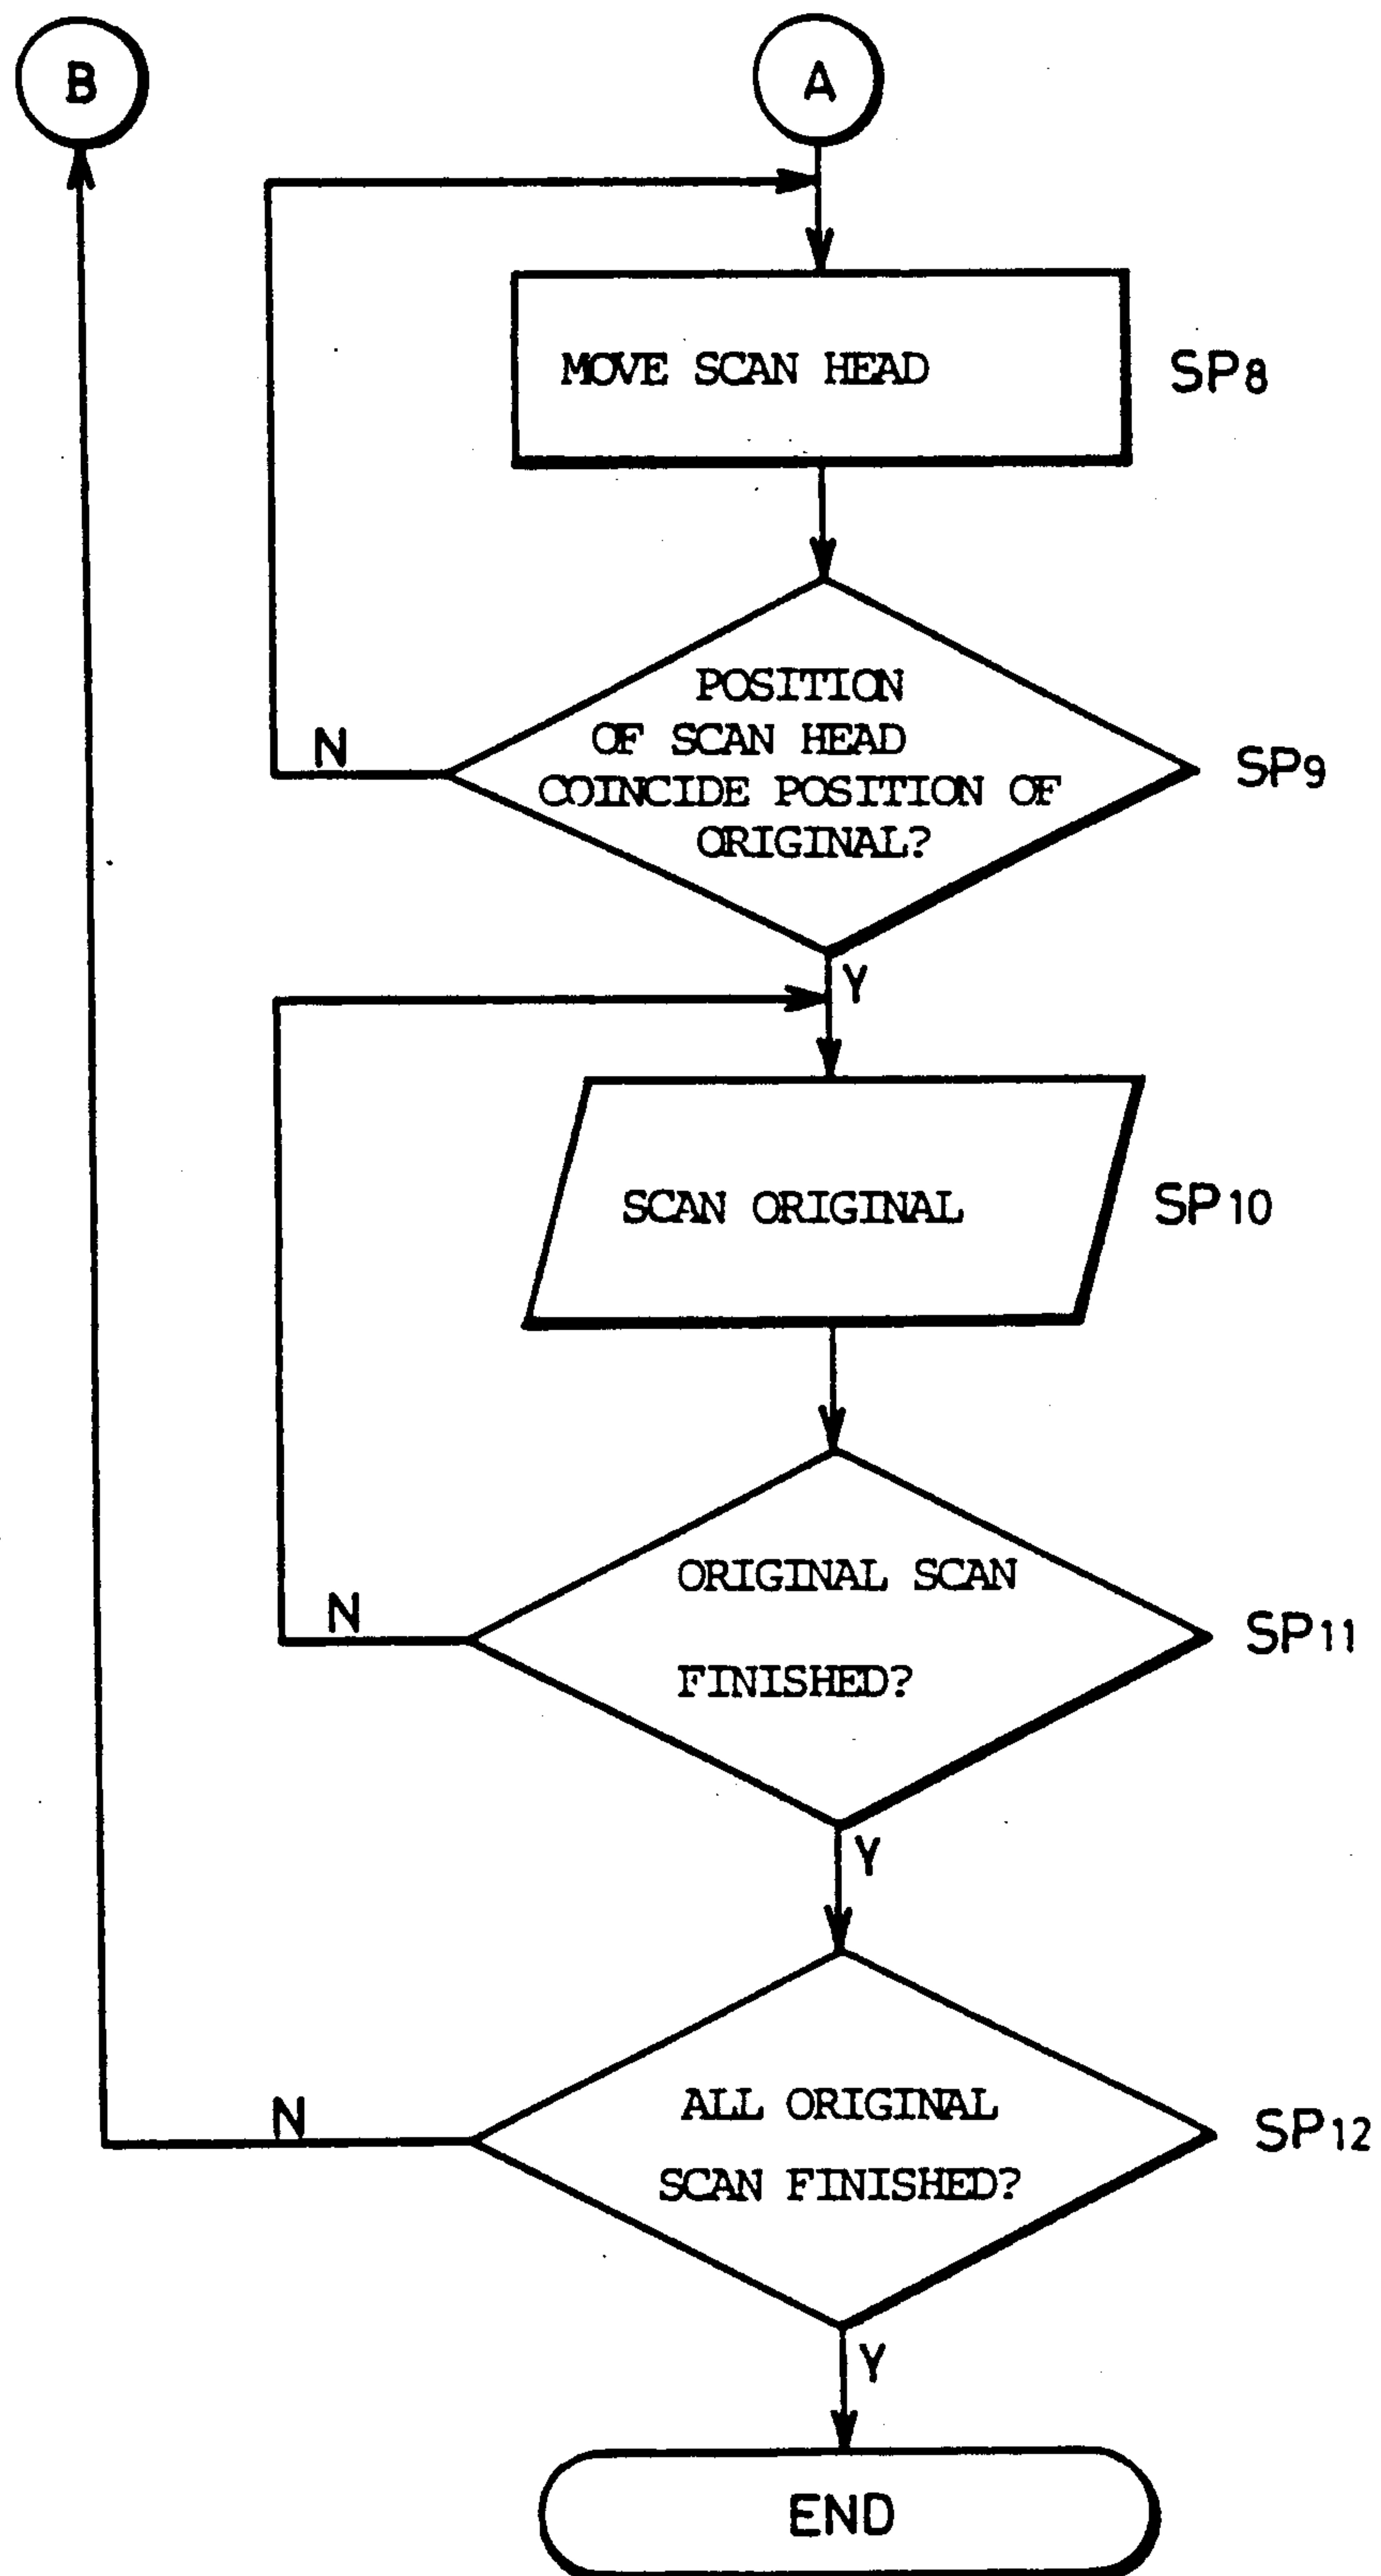 B
A
MOVE SCAN HEAD
SP8
POSITION
OF SCAN HEAD
COINCIDE POSITION OF
ORIGINAL?
N
SP9
Y
SCAN ORIGINAL
SP10
ORIGINAL SCAN
FINISHED?
N
SP11
Y
ALL ORIGINAL
SCAN FINISHED?
N
SP12
Y
END